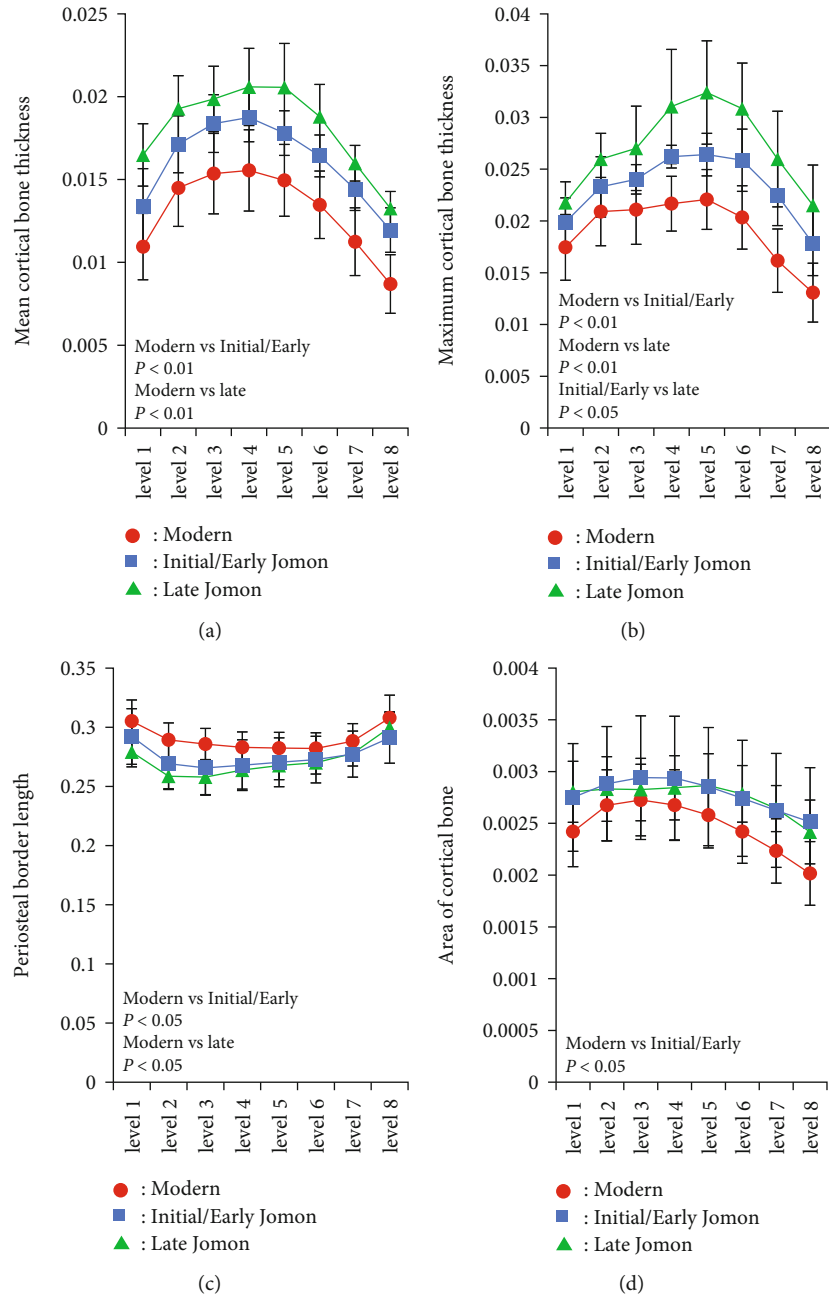 0.025
0.02
0.015
0.01
0.005
0
Mean cortical bone thickness
Modern vs Initial/Early
P < 0.01
Modern vs late
P < 0.01
level 1
level 2
level 3
level 4
level 5
level 6
level 7
level 8
: Modern
: Initial/Early Jomon
: Late Jomon
(a)
0.04
0.035
0.03
0.025
0.02
0.015
0.01
0.005
0
Maximum cortical bone thickness
Modern vs Initial/Early
P < 0.01
Modern vs late
P < 0.01
Initial/Early vs late
P < 0.05
level 1
level 2
level 3
level 4
level 5
level 6
level 7
level 8
: Modern
: Initial/Early Jomon
: Late Jomon
(b)
0.35
0.3
0.25
0.2
0.15
0.1
0.05
0
Periosteal border length
Modern vs Initial/Early
P < 0.05
Modern vs late
P < 0.05
level 1
level 2
level 3
level 4
level 5
level 6
level 7
level 8
: Modern
: Initial/Early Jomon
: Late Jomon
(c)
0.004
0.0035
0.003
0.0025
0.002
0.0015
0.001
0.0005
0
Area of cortical bone
Modern vs Initial/Early
P < 0.05
level 1
level 2
level 3
level 4
level 5
level 6
level 7
level 8
: Modern
: Initial/Early Jomon
: Late Jomon
(d)